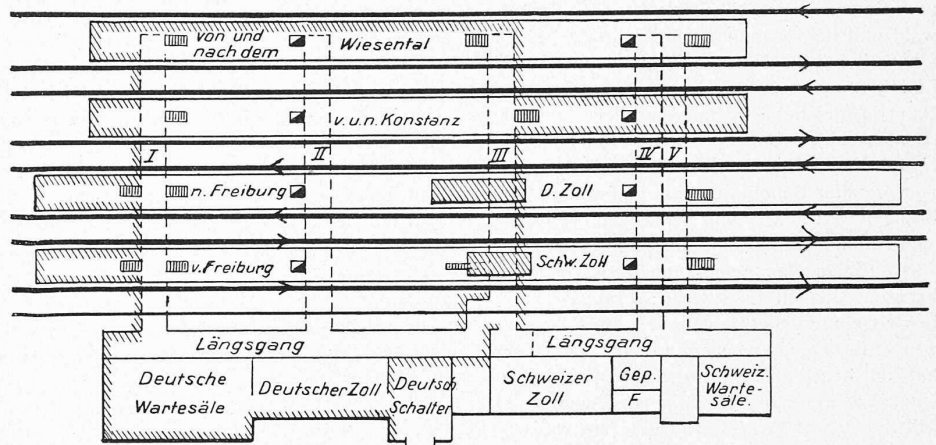 von und
nach dem
Wiesental
v.u.n. Konstanz
I
II
III
IV
V
n. Freiburg
D. Zoll
v. Freiburg
Schw. Zoll
Längsgang
Längsgang
Deutsche
Wartesäle
Deutscher Zoll
Deutsch
Schalter
Schweizer
Zoll
Gep.
F
Schweiz.
Warte-
säle.